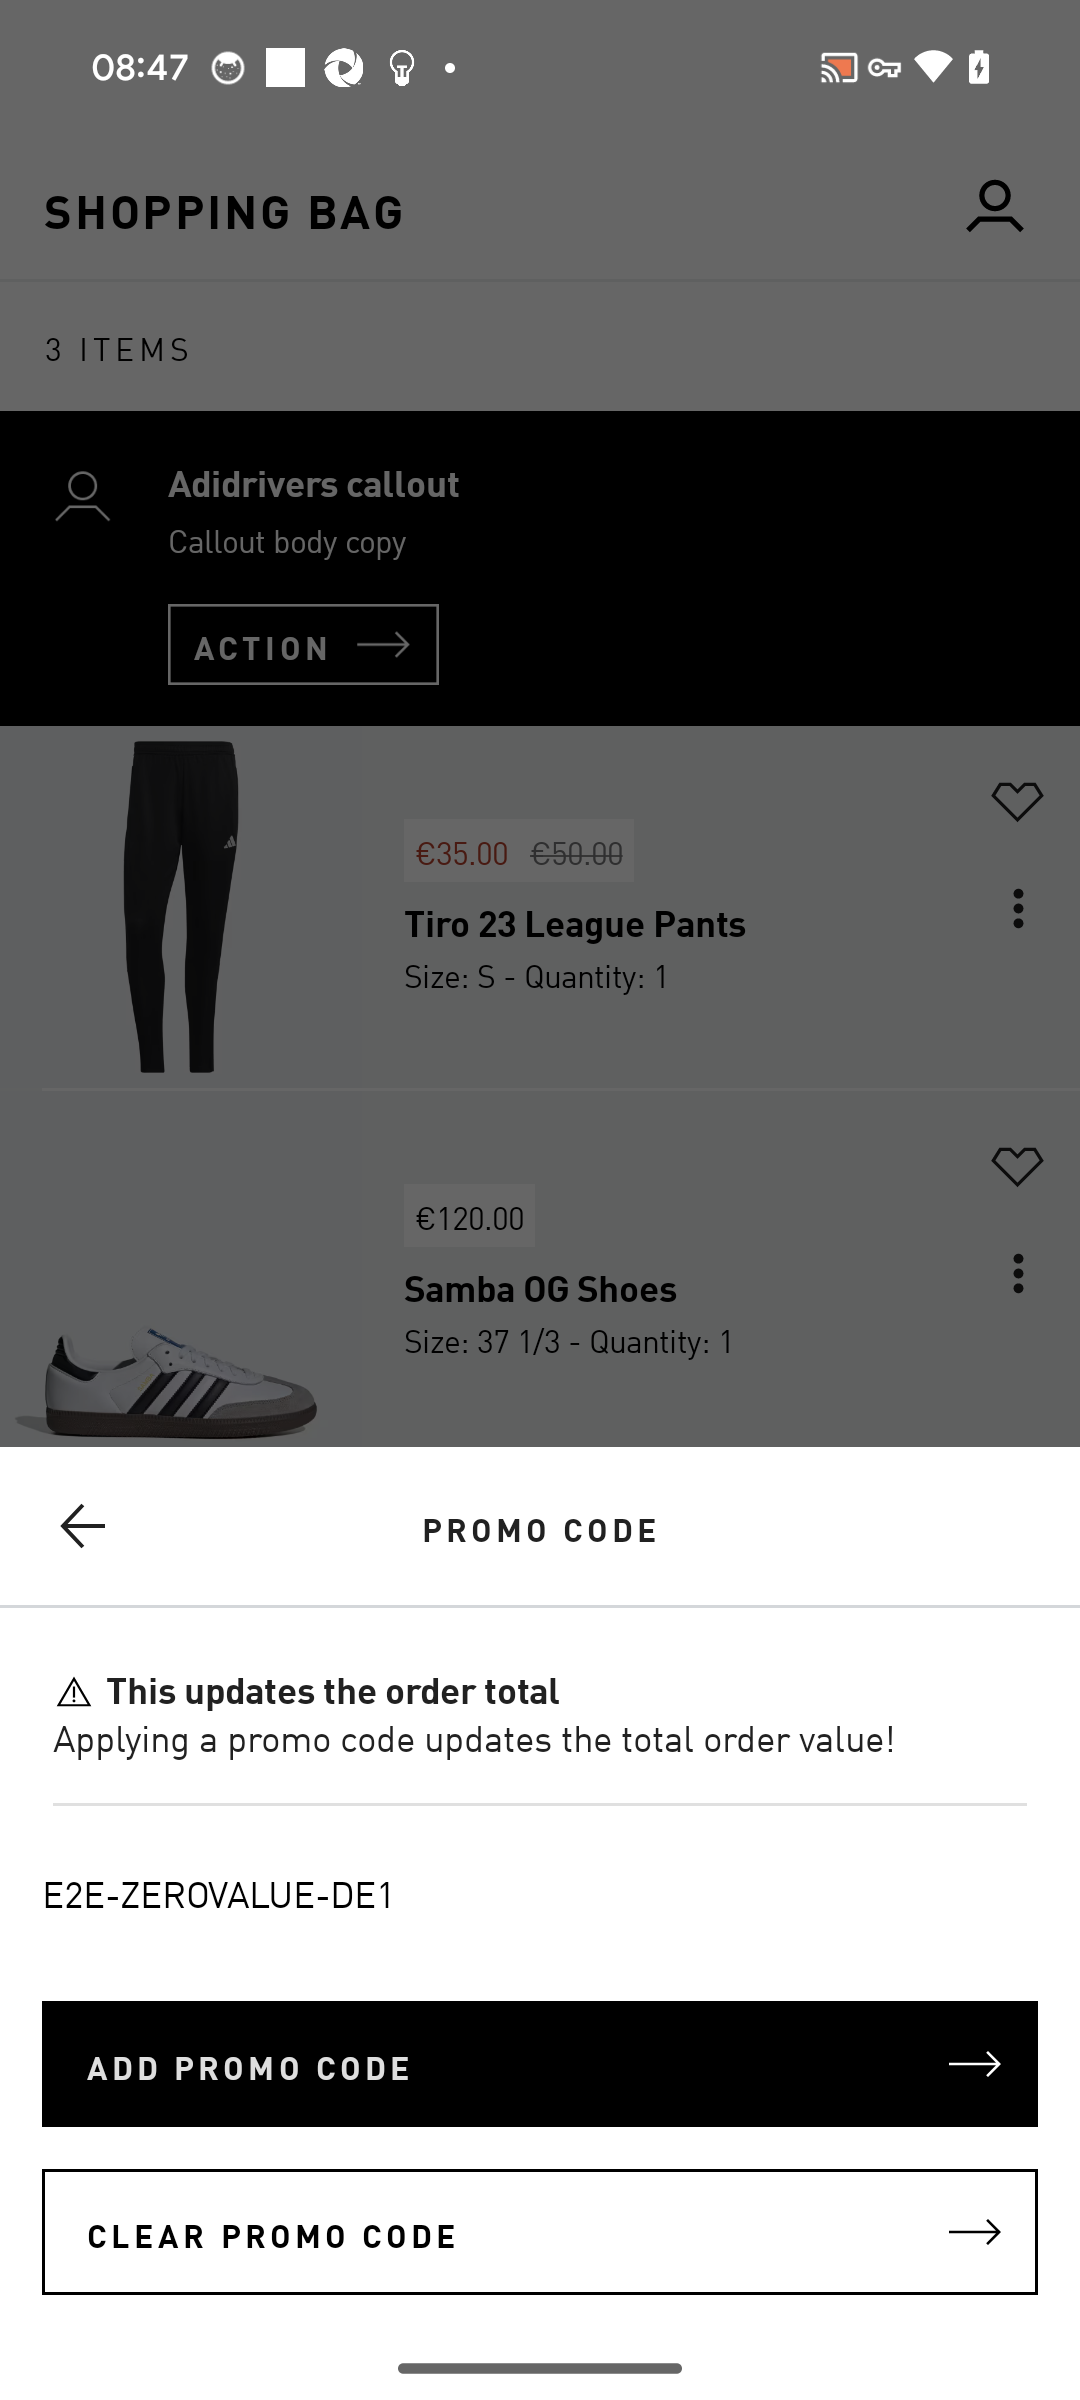 08:47
SHOPPING BAG
3 ITEMS
Adidrivers callout
Callout body copy
ACTION
€35.00 €50.00
Tiro 23 League Pants
Size: S - Quantity: 1
€120.00
Samba OG Shoes
Size: 37 1/3 - Quantity: 1
PROMO CODE
This updates the order total
Applying a promo code updates the total order value!
E2E-ZEROVALUE-DE1
ADD PROMO CODE
CLEAR PROMO CODE